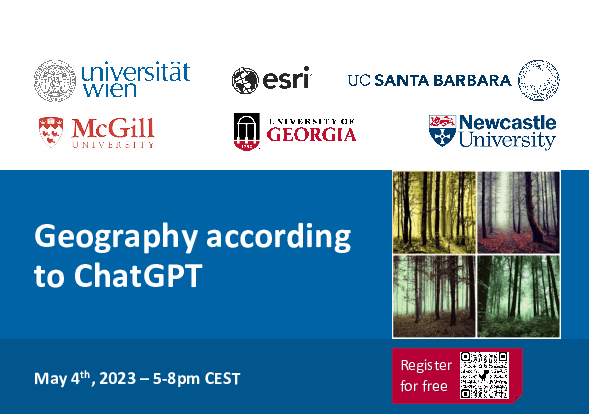 universität
wien
esri
UC SANTA BARBARA
McGill
UNIVERSITY
1785
UNIVERSITY OF
GEORGIA
Newcastle
University
Geography according
to ChatGPT
May 4th, 2023 – 5-8pm CEST
Register
for free